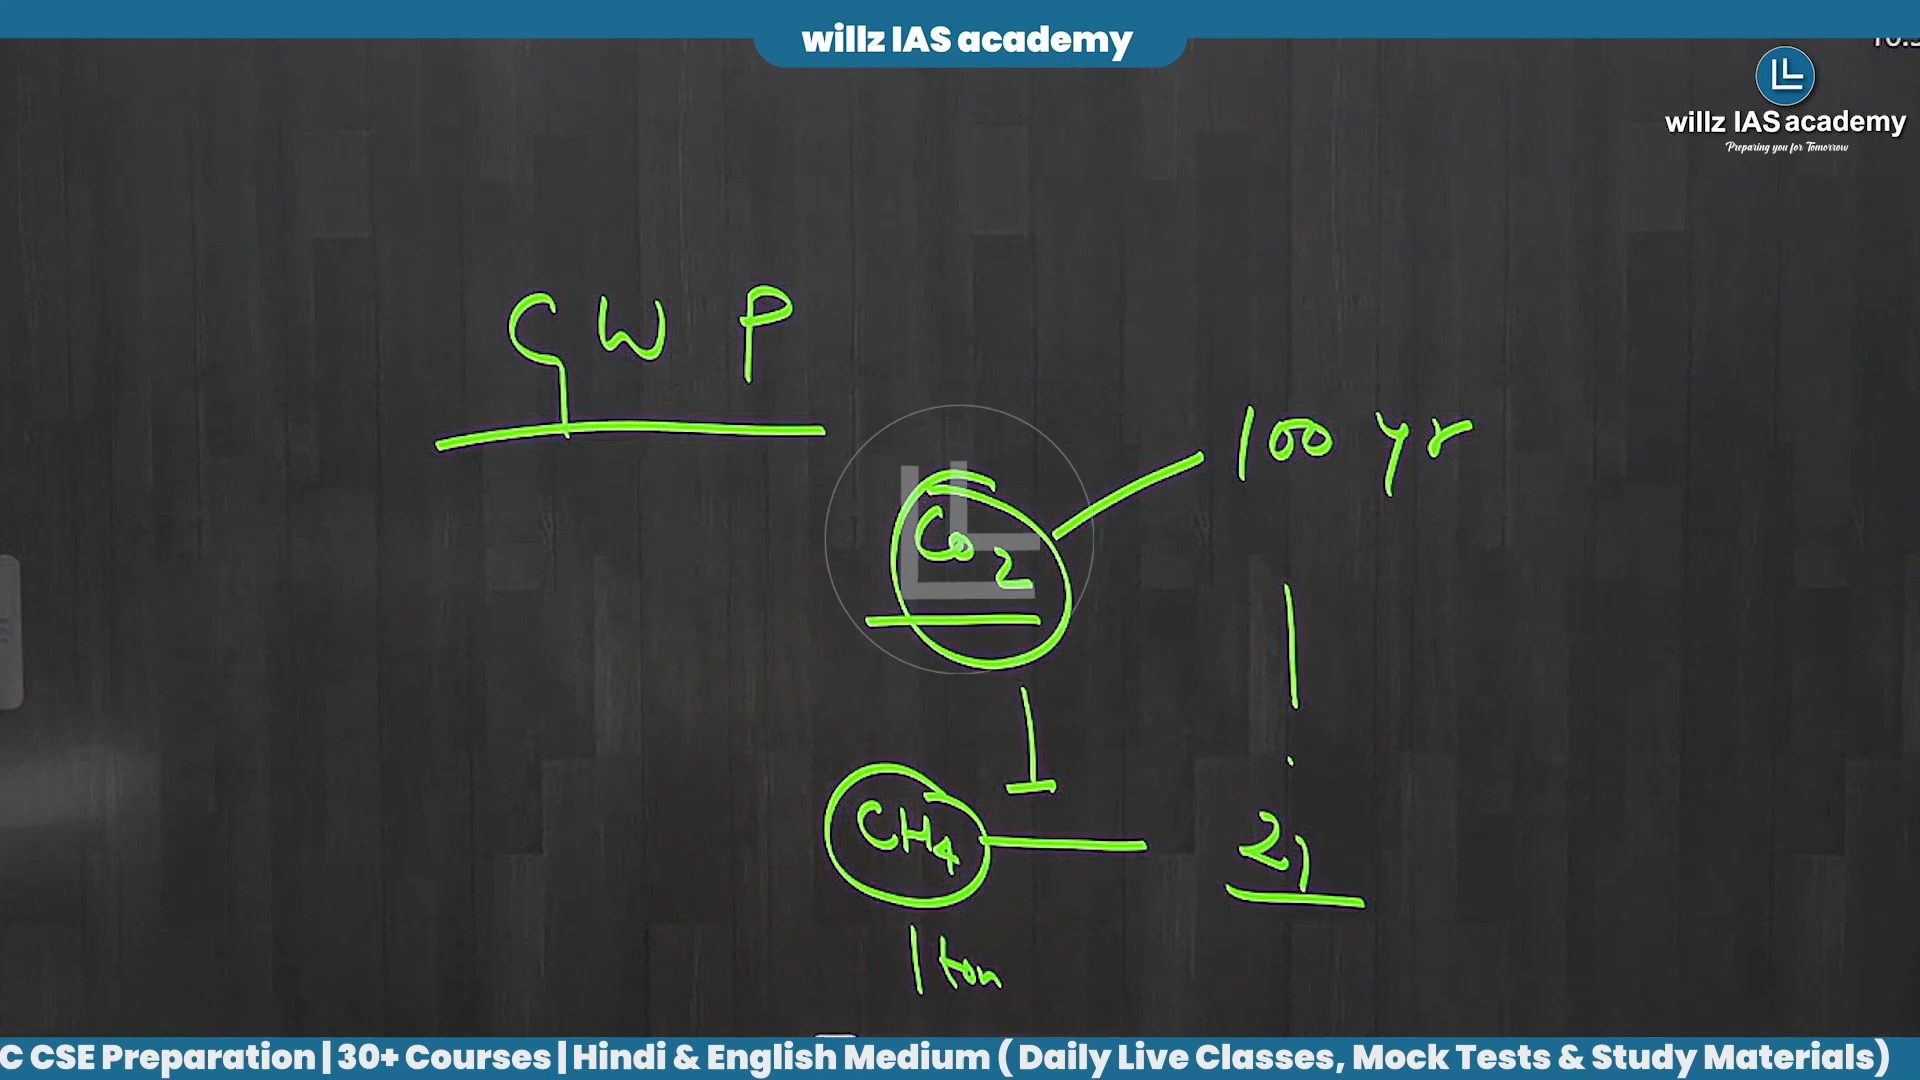 willz IAS academy
willz IAS academy
Preparing you for Tomorrow
G W P
100 yr
CO2
1
1
CH4
21
1 ton
C CSE Preparation | 30+ Courses | Hindi & English Medium ( Daily Live Classes, Mock Tests & Study Materials)